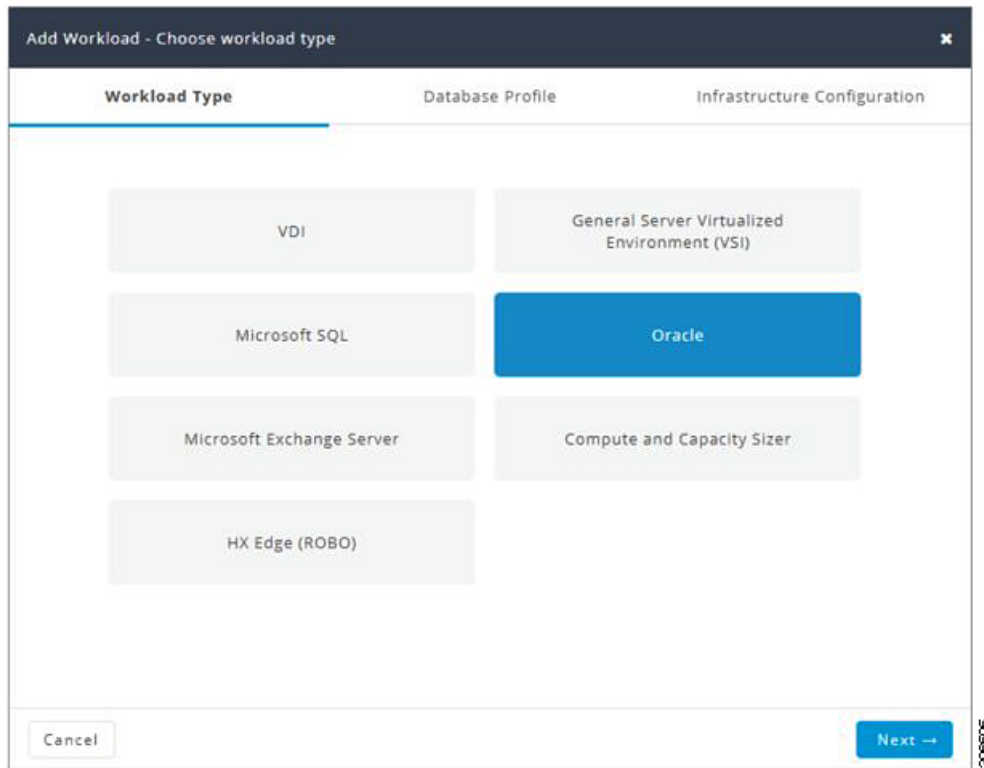 Add Workload - Choose workload type
Workload Type
Database Profile
Infrastructure Configuration
VDI
General Server Virtualized
Environment (VSI)
Microsoft SQL
Oracle
Microsoft Exchange Server
Compute and Capacity Sizer
HX Edge (ROBO)
Cancel
Next →